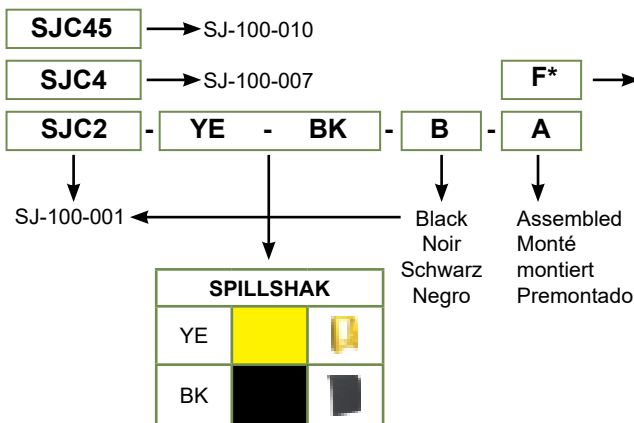 SJC45 SJ-100-010
SJC4 SJ-100-007 F*
SJC2 - YE - BK - B - A
SJ-100-001
Black
Noir
Schwarz
Negro
Assembled
Monté
montiert
Premontado
SPILLSHAK
YE
BK